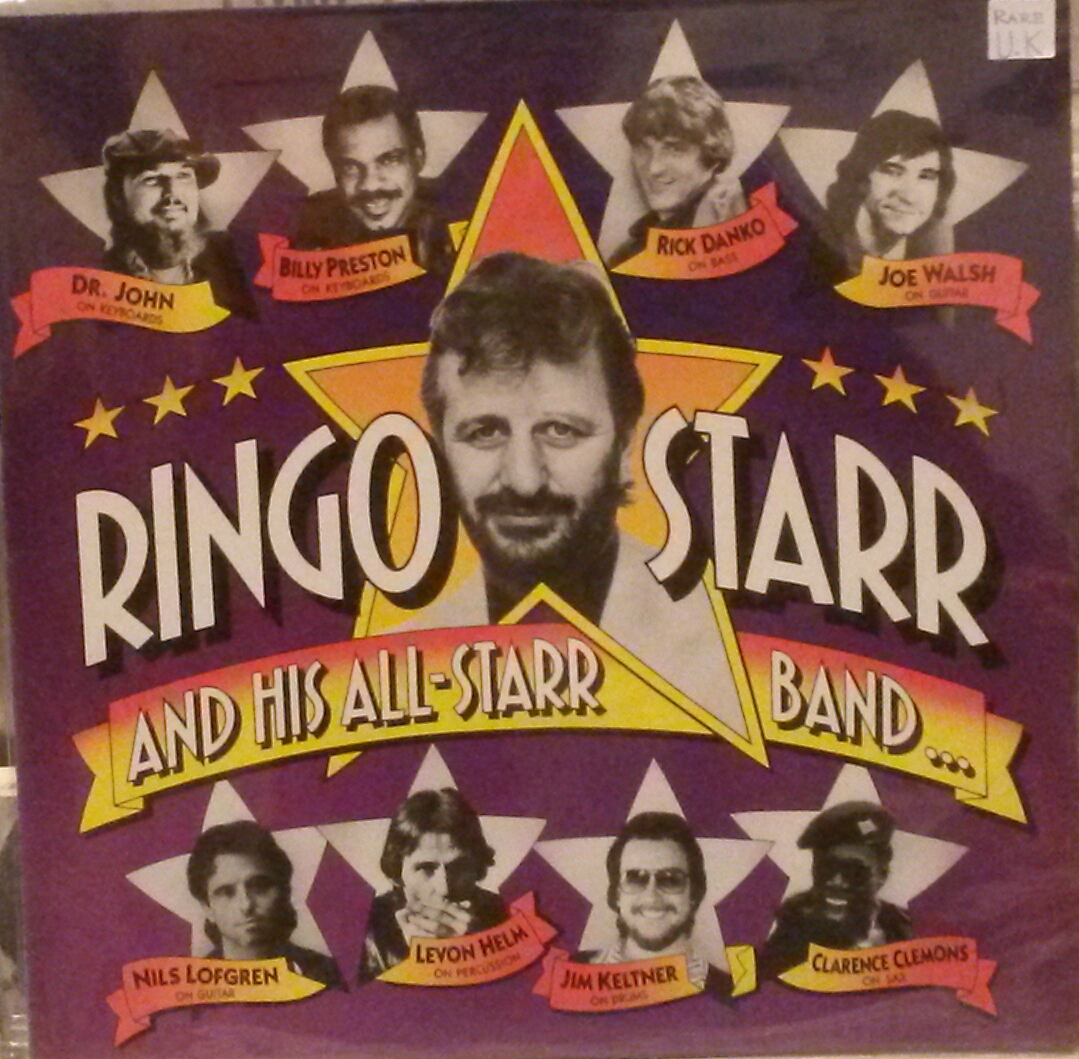 RARE
U.K
DR. JOHN
ON KEYBOARDS
BILLY PRESTON
ON KEYBOARDS
RICK DANKO
ON BASS
JOE WALSH
ON GUITAR
RINGO STARR
AND HIS ALL-STARR BAND...
NILS LOFGREN
ON GUITAR
LEVON HELM
ON PERCUSSION
JIM KELTNER
ON DRUMS
CLARENCE CLEMONS
ON SAX